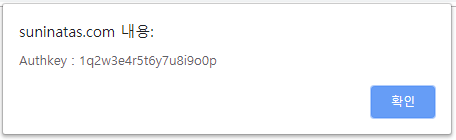 suninatas.com 내용:
Authkey : 1q2w3e4r5t6y7u8i9o0p
확인